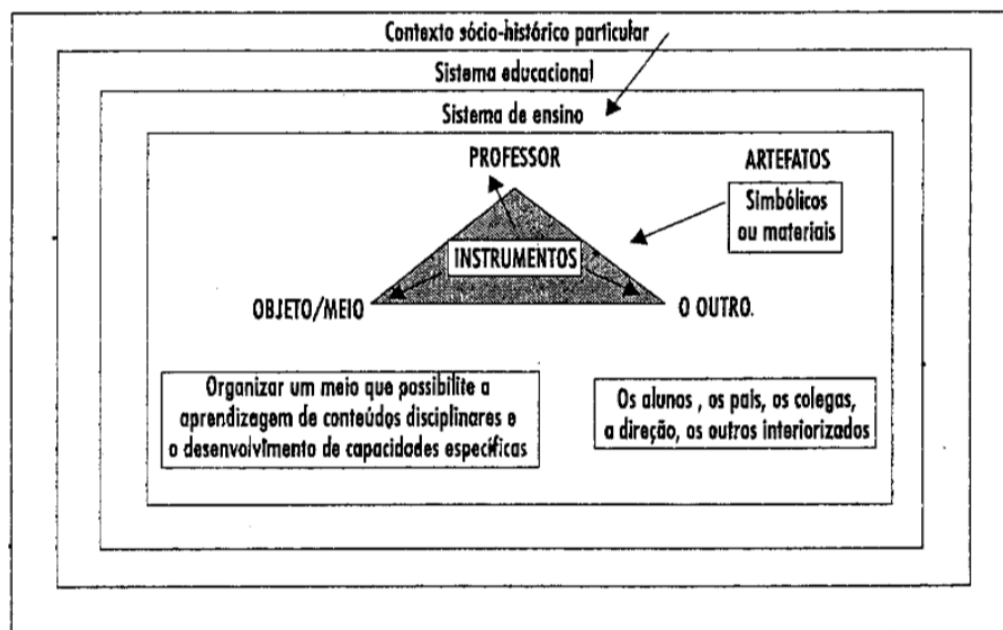 Contexto sócio-histórico particular
Sistema educacional
Sistema de ensino
PROFESSOR
ARTEFATOS
Simbólicos
ou materiais
INSTRUMENTOS
OBJETO/MEIO
O OUTRO.
Organizar um meio que possibilite a
aprendizagem de conteúdos disciplinares e
o desenvolvimento de capacidades específicas
Os alunos , os pais, os colegas,
a direção, os outros interiorizados